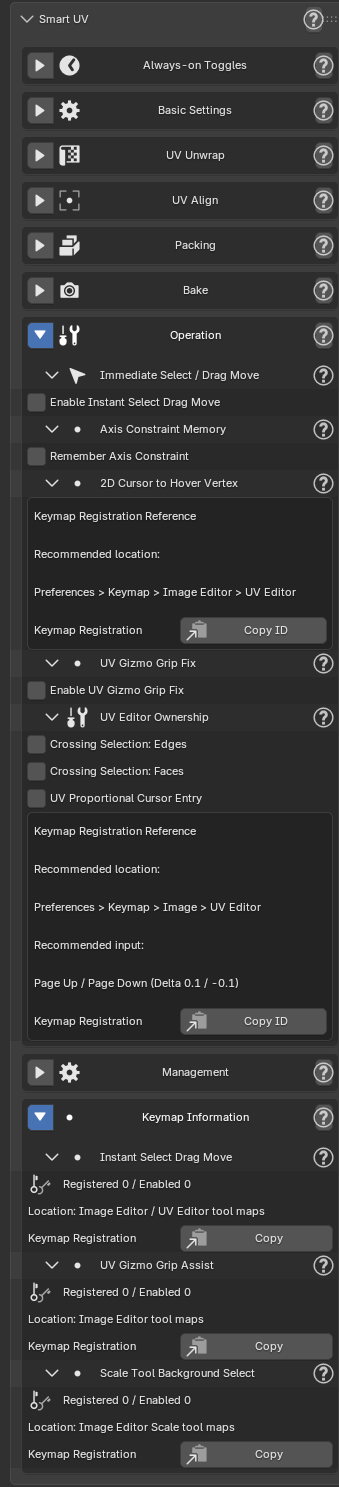 Smart UV
Always-on Toggles
Basic Settings
UV Unwrap
UV Align
Packing
Bake
Operation
Immediate Select / Drag Move
Enable Instant Select Drag Move
Axis Constraint Memory
Remember Axis Constraint
2D Cursor to Hover Vertex
Keymap Registration Reference
Recommended location:
Preferences > Keymap > Image Editor > UV Editor
Keymap Registration Copy ID
UV Gizmo Grip Fix
Enable UV Gizmo Grip Fix
UV Editor Ownership
Crossing Selection: Edges
Crossing Selection: Faces
UV Proportional Cursor Entry
Keymap Registration Reference
Recommended location:
Preferences > Keymap > Image > UV Editor
Recommended input:
Page Up / Page Down (Delta 0.1 / -0.1)
Keymap Registration Copy ID
Management
Keymap Information
Instant Select Drag Move
Registered 0 / Enabled 0
Location: Image Editor / UV Editor tool maps
Keymap Registration Copy
UV Gizmo Grip Assist
Registered 0 / Enabled 0
Location: Image Editor tool maps
Keymap Registration Copy
Scale Tool Background Select
Registered 0 / Enabled 0
Location: Image Editor Scale tool maps
Keymap Registration Copy